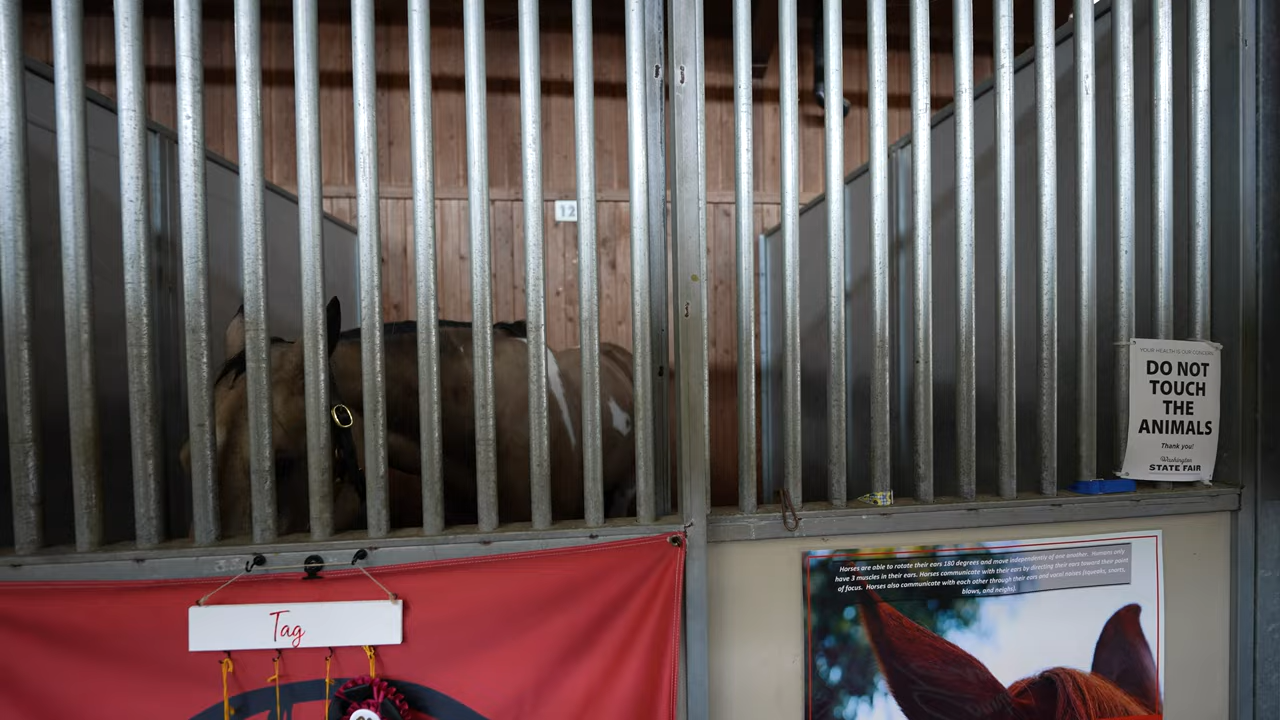 12
YOUR HEALTH IS OUR CONCERN
DO NOT
TOUCH
THE
ANIMALS
Thank you!
Washington
STATE FAIR
Tag
Horses are able to rotate their ears 180 degrees and move independently of one another. Humans only
have 3 muscles in their ears. Horses communicate with their ears by directing their ears toward their point
of focus. Horses also communicate with each other through their ears and vocal noises (squeaks, snorts,
blows, and neighs).